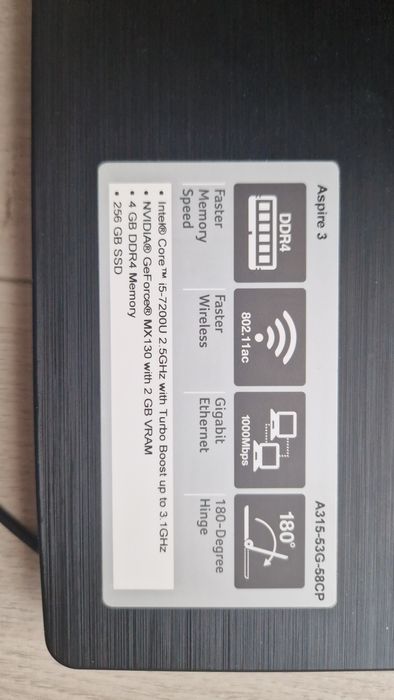 Aspire 3 A315-53G-58CP
DDR4 802.11ac 1000Mbps 180°
Faster Memory Speed
Faster Wireless
Gigabit Ethernet
180-Degree Hinge
• Intel® Core™ i5-7200U 2.5GHz with Turbo Boost up to 3.1GHz
• NVIDIA® GeForce® MX130 with 2 GB VRAM
• 4 GB DDR4 Memory
• 256 GB SSD